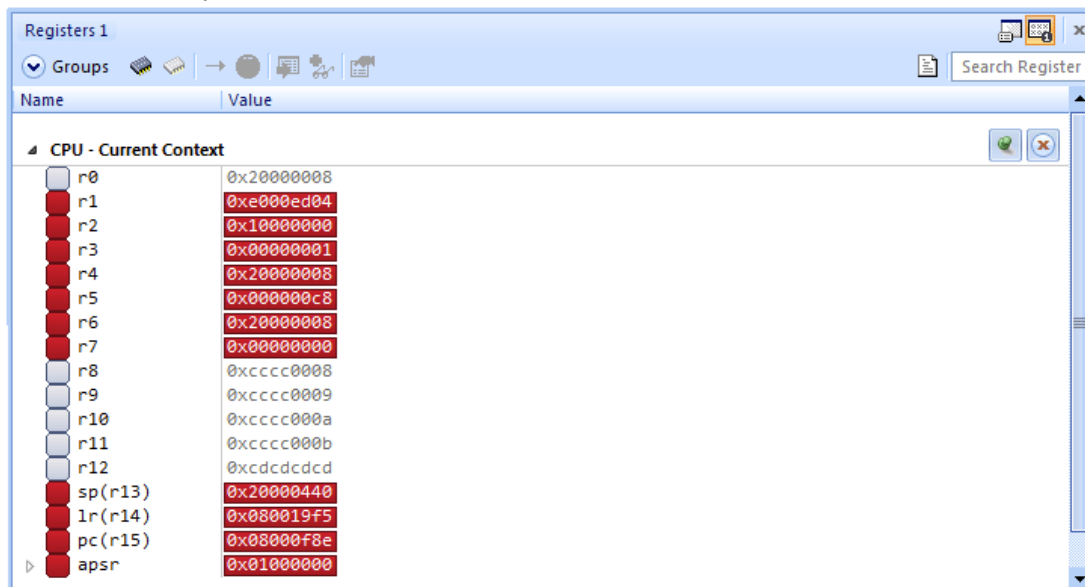 Registers 1
Groups Search Register
Name Value
CPU - Current Context
r0 0x20000008
r1 0xe000ed04
r2 0x10000000
r3 0x00000001
r4 0x20000008
r5 0x000000c8
r6 0x20000008
r7 0x00000000
r8 0xcccc0008
r9 0xcccc0009
r10 0xcccc000a
r11 0xcccc000b
r12 0xcdcdcdcd
sp(r13) 0x20000440
lr(r14) 0x080019f5
pc(r15) 0x08000f8e
apsr 0x01000000